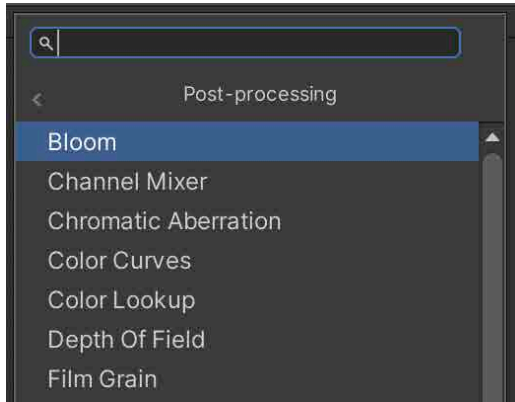 Post-processing
Bloom
Channel Mixer
Chromatic Aberration
Color Curves
Color Lookup
Depth Of Field
Film Grain